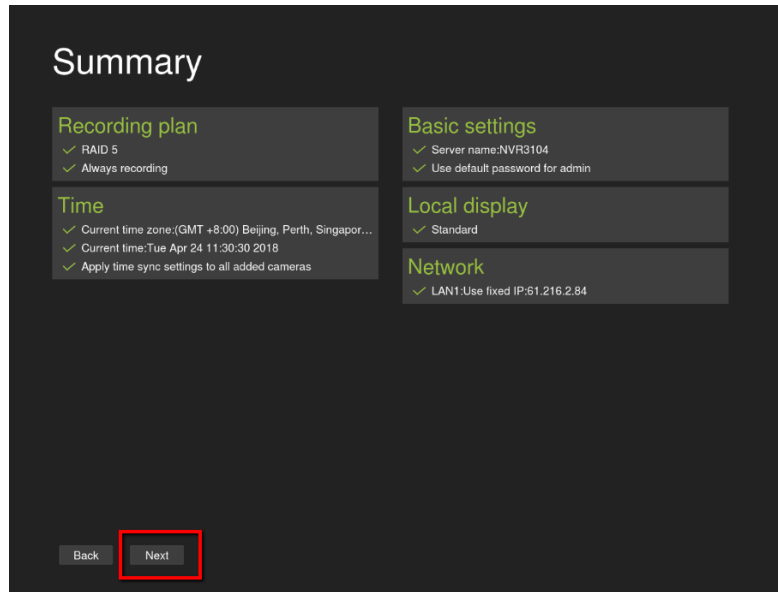 Summary
Recording plan
RAID 5
Always recording
Time
Current time zone:(GMT +8:00) Beijing, Perth, Singapor...
Current time:Tue Apr 24 11:30:30 2018
Apply time sync settings to all added cameras
Basic settings
Server name:NVR3104
Use default password for admin
Local display
Standard
Network
LAN1:Use fixed IP:61.216.2.84
Back
Next